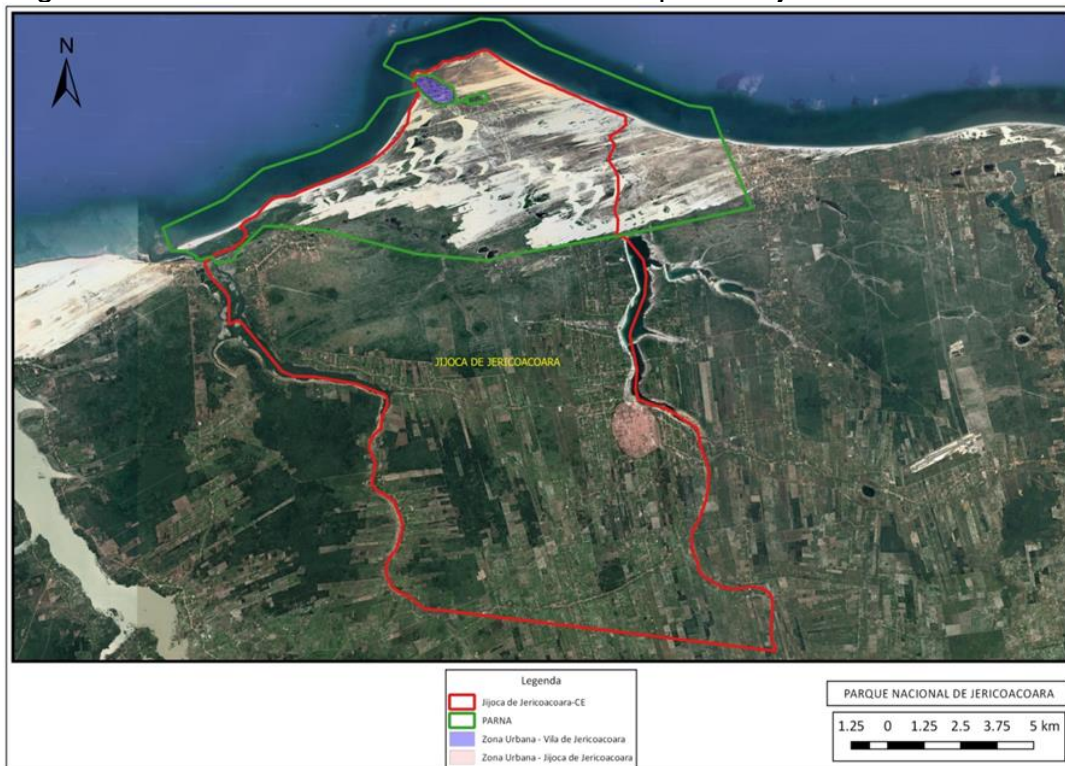 N
JIJOCA DE JERICOACOARA
Legenda
Jijoca de Jericoacoara-CE
PARNA
Zona Urbana - Vila de Jericoacoara
Zona Urbana - Jijoca de Jericoacoara
PARQUE NACIONAL DE JERICOACOARA
1.25 0 1.25 2.5 3.75 5 km